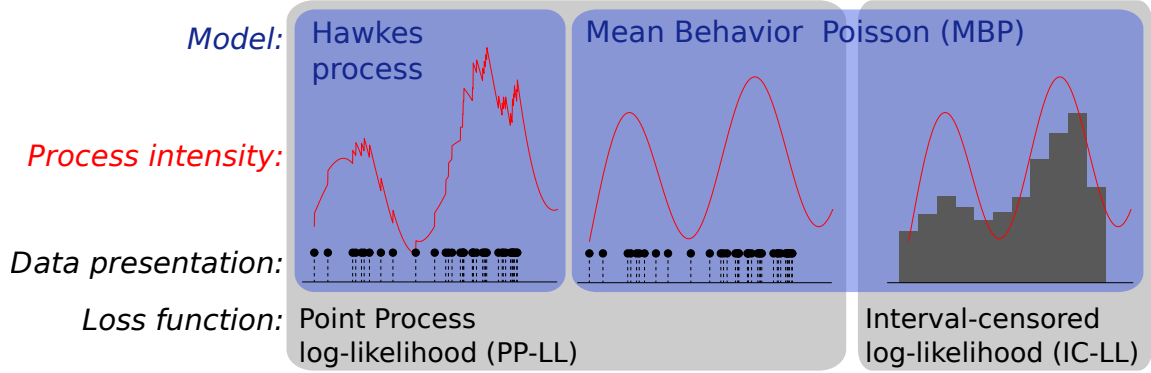 Model:
Hawkes
process
Mean Behavior Poisson (MBP)
Process intensity:
Data presentation:
Loss function:
Point Process
log-likelihood (PP-LL)
Interval-censored
log-likelihood (IC-LL)